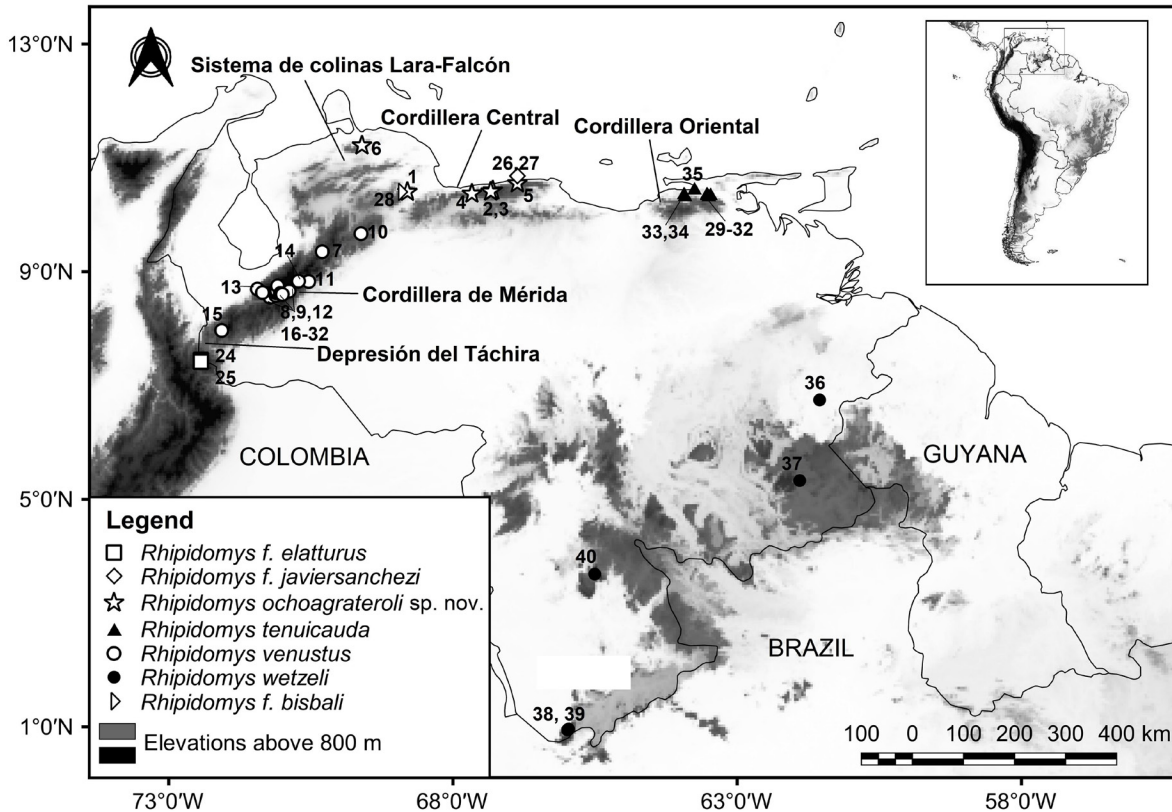 13°0′N
Sistema de colinas Lara-Falcón
Cordillera Central
Cordillera Oriental
6
1
28
26,27
5
4
2,3
35
33,34
29-32
9°0′N
10
7
14
11
13
Cordillera de Mérida
8,9,12
16-32
15
Depresión del Táchira
24
25
36
COLOMBIA
GUYANA
37
5°0′N
40
BRAZIL
38, 39
1°0′N
Legend
Rhipidomys f. elatturus
Rhipidomys f. javiersanchezi
Rhipidomys ochoagrateroli sp. nov.
Rhipidomys tenuicauda
Rhipidomys venustus
Rhipidomys wetzeli
Rhipidomys f. bisbali
Elevations above 800 m
100 0 100 200 300 400 km
73°0′W 68°0′W 63°0′W 58°0′W